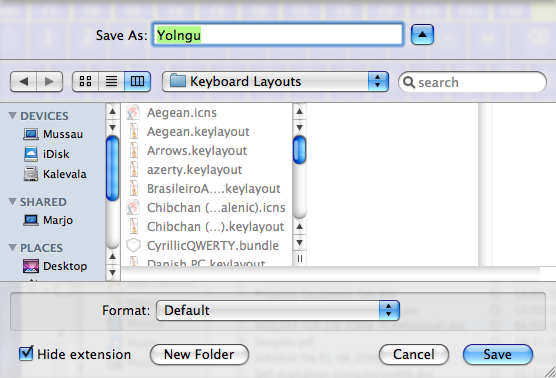 Save As: Yolngu
Keyboard Layouts
search
DEVICES
Mussau
iDisk
Kalevala
SHARED
Marjo
PLACES
Desktop
Aegean.icns
Aegean.keylayout
Arrows.keylayout
azerty.keylayout
BrasileiroA....keylayout
Chibchan (...alenic).icns
Chibchan (...).keylayout
CyrillicQWERTY.bundle
Danish PC.keylayout
Format: Default
Hide extension
New Folder
Cancel
Save